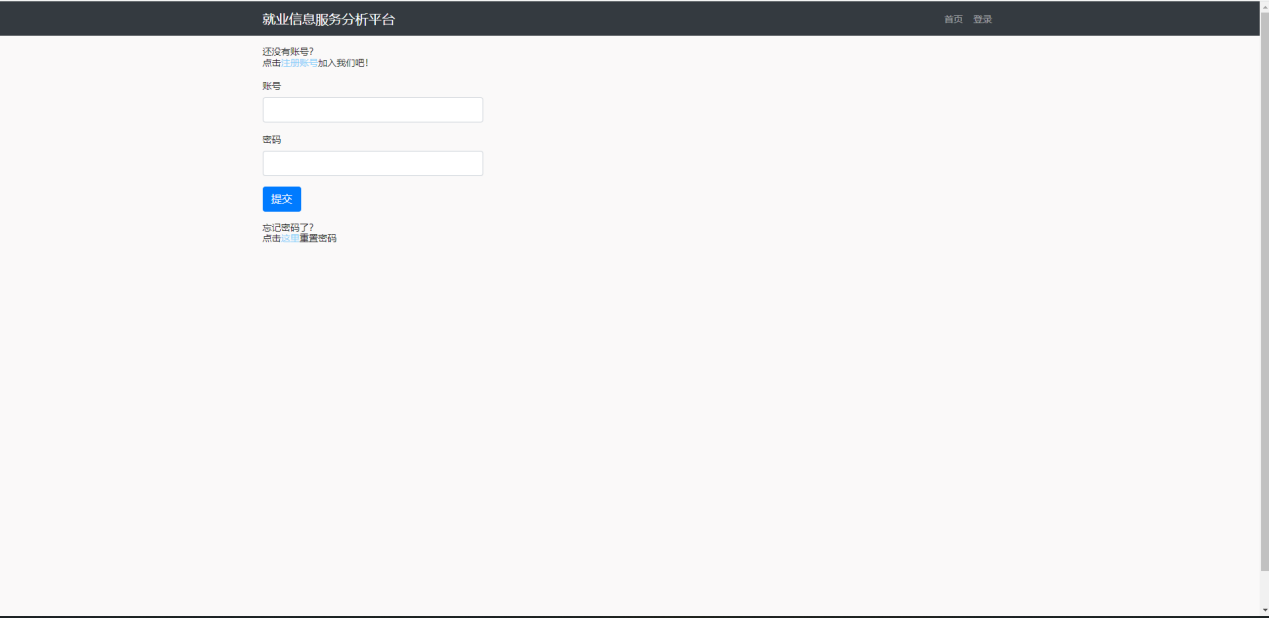 就业信息服务分析平台
首页 登录
还没有账号?
点击注册账号加入我们吧!
账号
密码
提交
忘记密码了?
点击这里重置密码